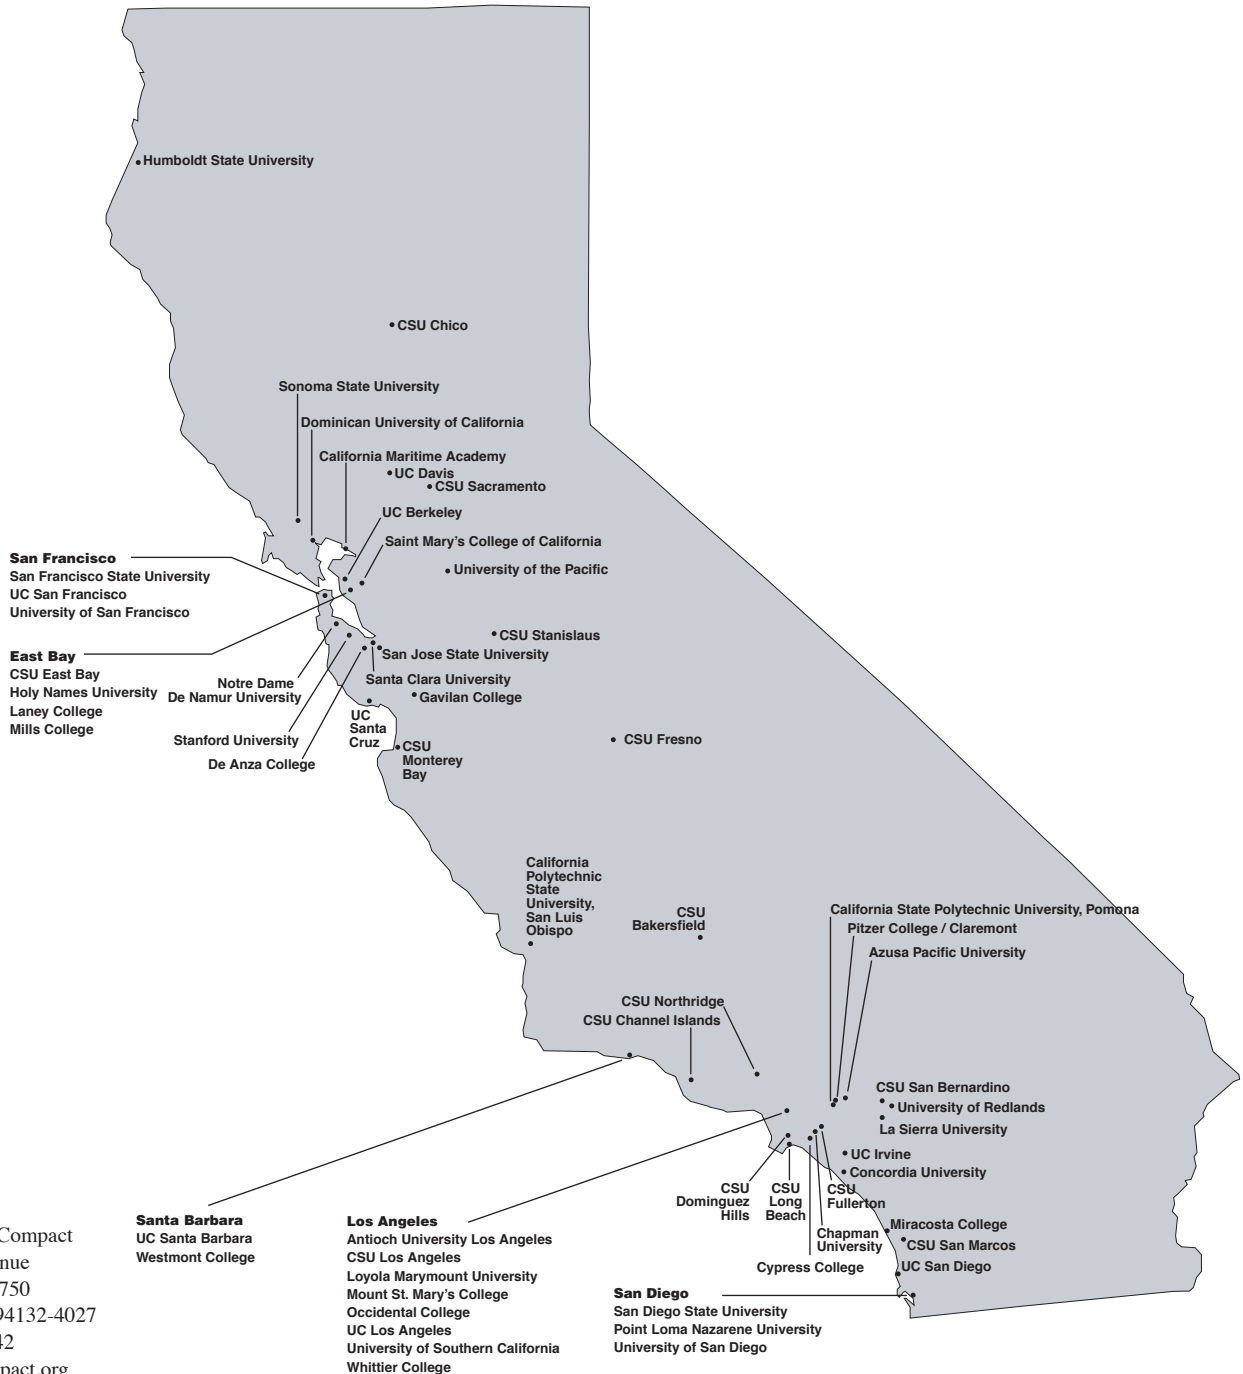 Humboldt State University
CSU Chico
Sonoma State University
Dominican University of California
California Maritime Academy
UC Davis
CSU Sacramento
UC Berkeley
Saint Mary’s College of California
University of the Pacific
San Francisco
San Francisco State University
UC San Francisco
University of San Francisco
CSU Stanislaus
San Jose State University
East Bay
CSU East Bay
Holy Names University
Laney College
Mills College
Santa Clara University
Notre Dame
De Namur University
Gavilan College
Stanford University
De Anza College
UC
Santa
Cruz
CSU
Monterey
Bay
CSU Fresno
California
Polytechnic
State
University,
San Luis
Obispo
CSU
Bakersfield
California State Polytechnic University, Pomona
Pitzer College / Claremont
Azusa Pacific University
CSU Northridge
CSU Channel Islands
CSU San Bernardino
University of Redlands
La Sierra University
UC Irvine
Concordia University
CSU
Dominguez
Hills
CSU
Long
Beach
CSU
Fullerton
Chapman
University
Cypress College
Miracosta College
CSU San Marcos
UC San Diego
Santa Barbara
UC Santa Barbara
Westmont College
Los Angeles
Antioch University Los Angeles
CSU Los Angeles
Loyola Marymount University
Mount St. Mary’s College
Occidental College
UC Los Angeles
University of Southern California
Whittier College
San Diego
San Diego State University
Point Loma Nazarene University
University of San Diego
Compact
nue
750
94132-4027
42
pact.org